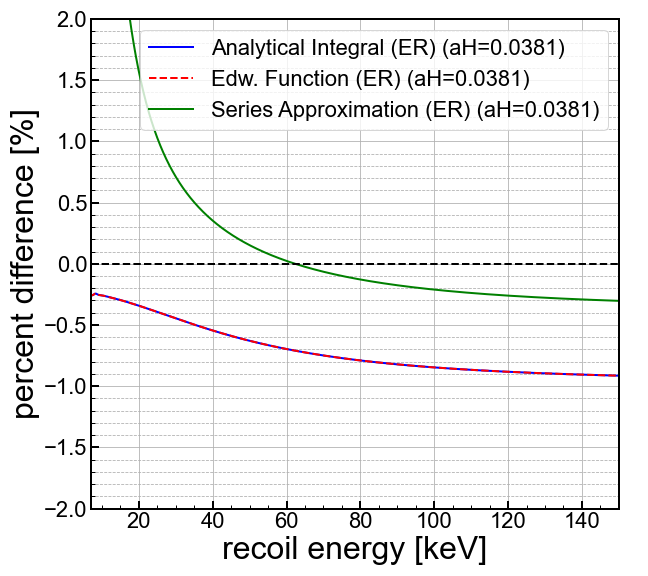 Analytical Integral (ER) (aH=0.0381)
Edw. Function (ER) (aH=0.0381)
Series Approximation (ER) (aH=0.0381)
percent difference [%]
2.0
1.5
1.0
0.5
0.0
−0.5
−1.0
−1.5
−2.0
20 40 60 80 100 120 140
recoil energy [keV]